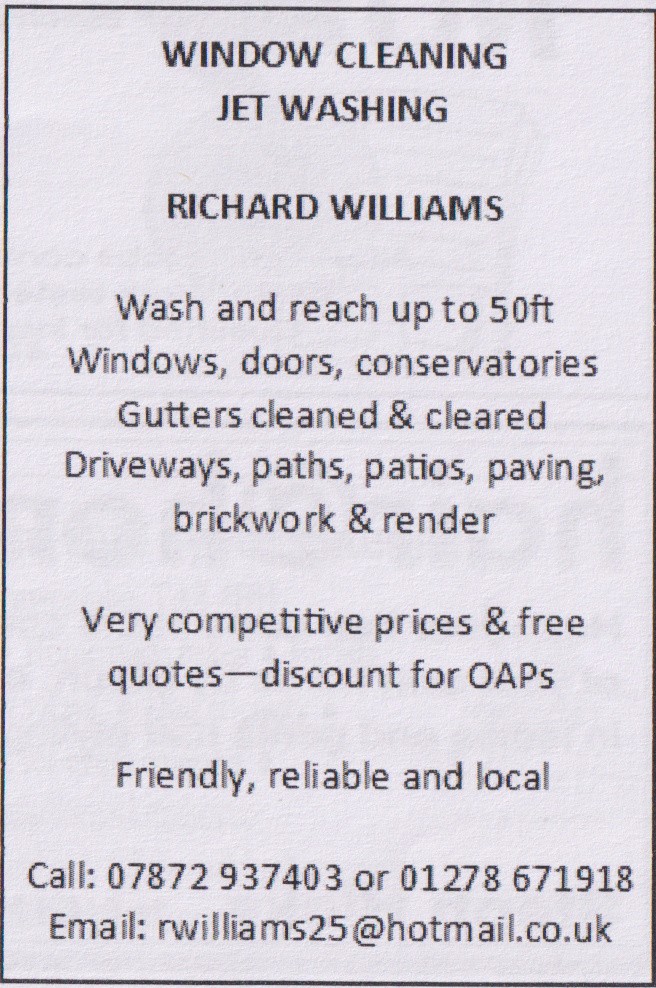 WINDOW CLEANING
JET WASHING
RICHARD WILLIAMS
Wash and reach up to 50ft
Windows, doors, conservatories
Gutters cleaned & cleared
Driveways, paths, patios, paving,
brickwork & render
Very competitive prices & free
quotes—discount for OAPs
Friendly, reliable and local
Call: 07872 937403 or 01278 671918
Email: rwilliams25@hotmail.co.uk